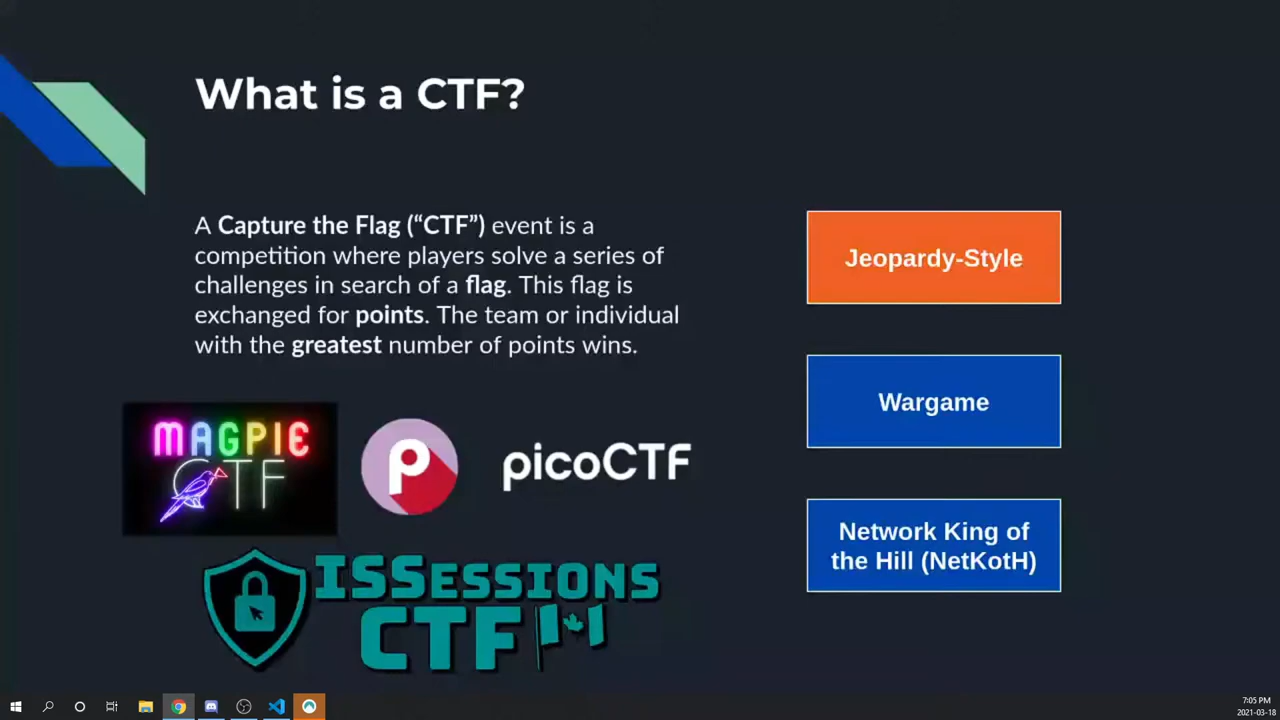 What is a CTF?
A Capture the Flag (“CTF”) event is a
competition where players solve a series of
challenges in search of a flag. This flag is
exchanged for points. The team or individual
with the greatest number of points wins.
Jeopardy-Style
Wargame
Network King of
the Hill (NetKotH)
MAGPIE
CTF
p
picoCTF
ISSESSIONS
CTF
7:05 PM
2021-03-18